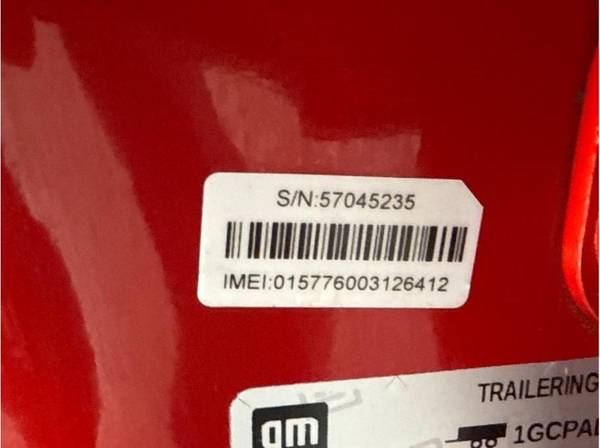 S/N:57045235
IMEI:015776003126412
gm
TRAILERING
1GCPA